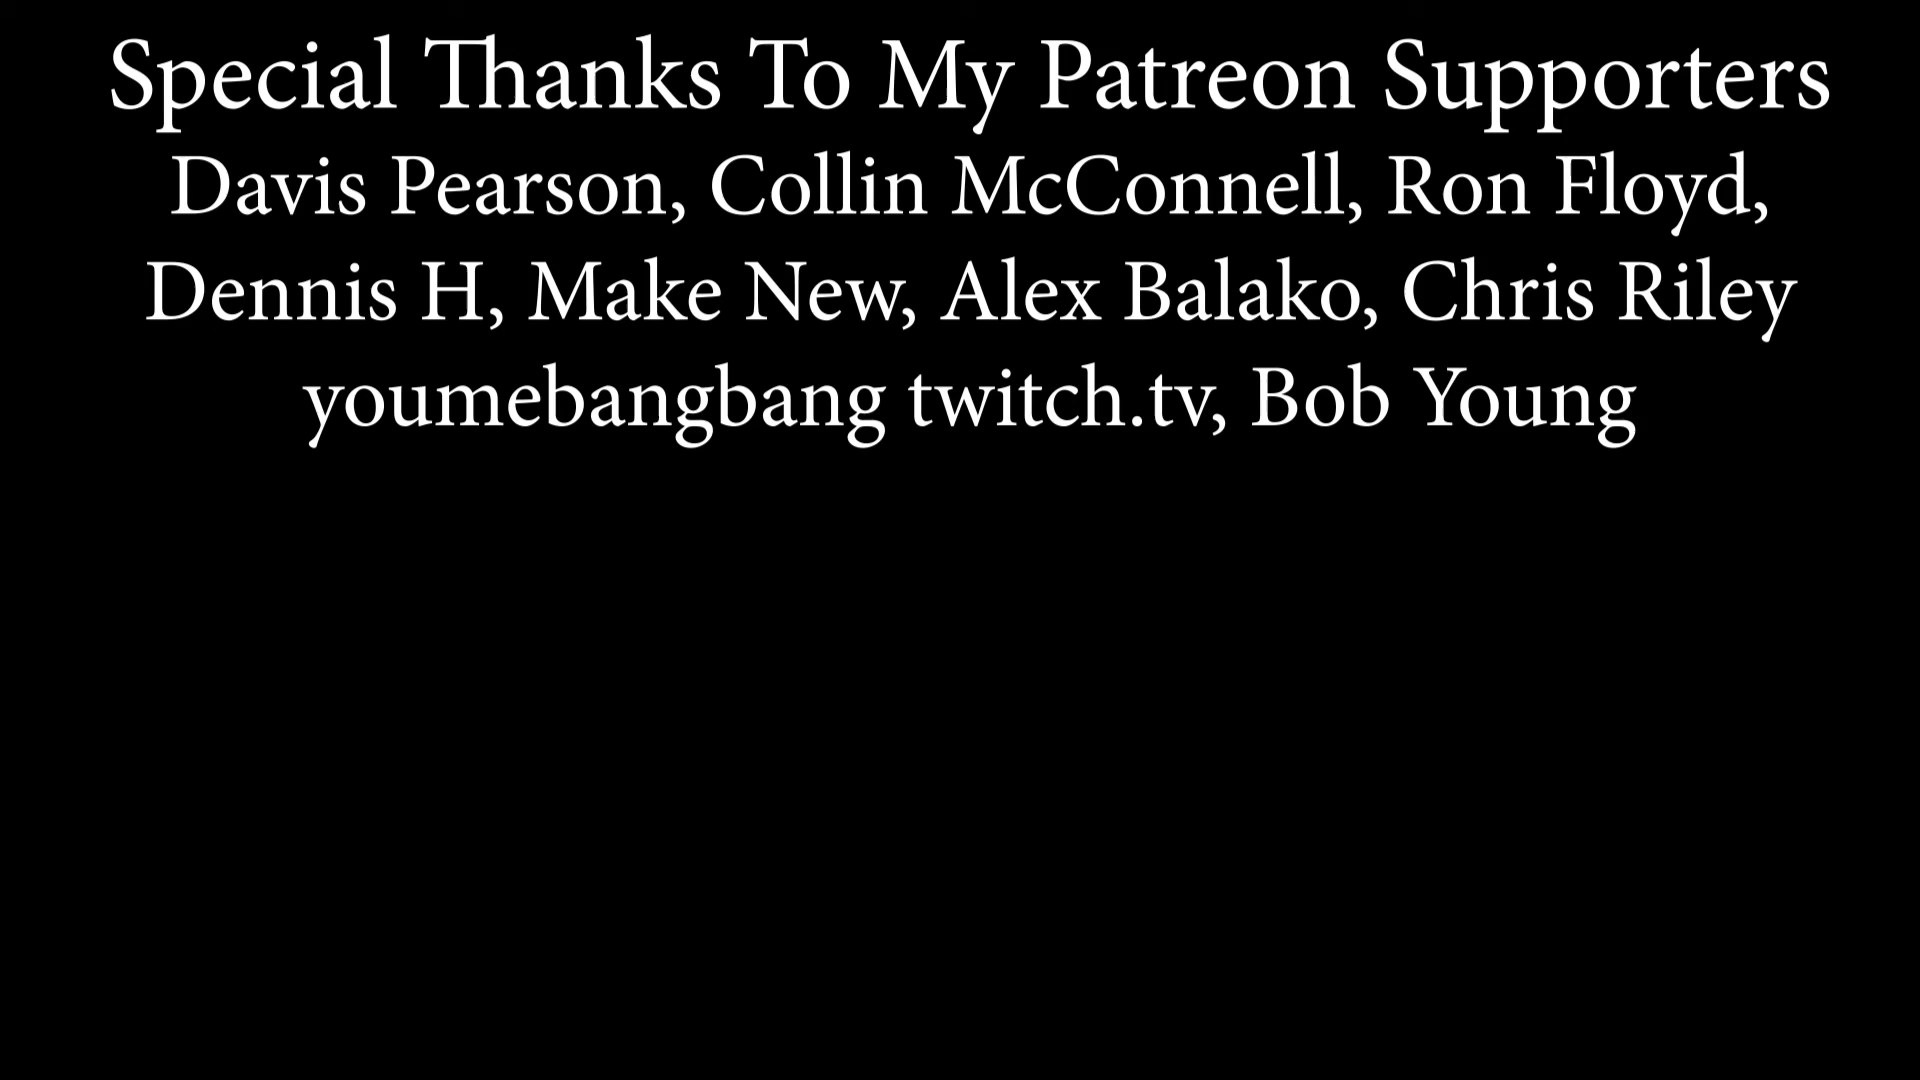 Special Thanks To My Patreon Supporters
Davis Pearson, Collin McConnell, Ron Floyd,
Dennis H, Make New, Alex Balako, Chris Riley
youmebangbang twitch.tv, Bob Young